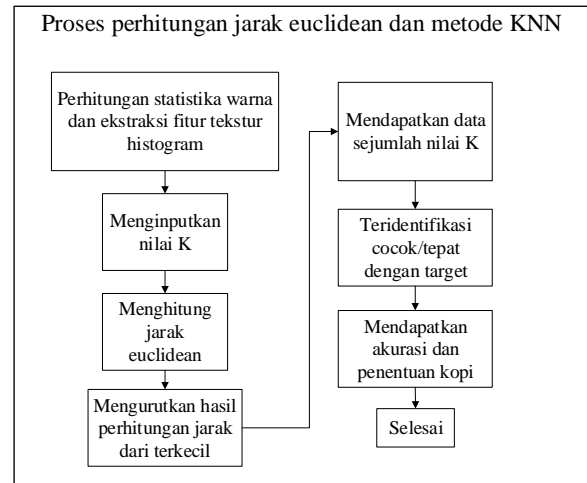 Proses perhitungan jarak euclidean dan metode KNN
Perhitungan statistika warna
dan ekstraksi fitur tekstur
histogram
Menginputkan
nilai K
Menghitung
jarak
euclidean
Mengurutkan hasil
perhitungan jarak
dari terkecil
Mendapatkan data
sejumlah nilai K
Teridentifikasi
cocok/tepat
dengan target
Mendapatkan
akurasi dan
penentuan kopi
Selesai